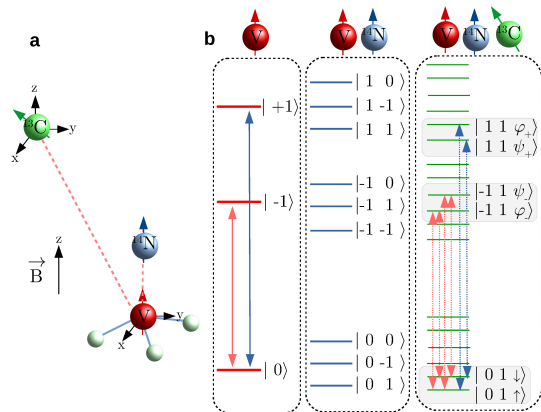 a
z
¹³C
y
x
z
B
¹⁴N
z
V
y
x
b
V
V ¹⁴N
V ¹⁴N ¹³C
| +1⟩
| -1⟩
| 0⟩
| 1 0 ⟩
| 1 -1 ⟩
| 1 1 ⟩
| -1 0 ⟩
| -1 1 ⟩
| -1 -1 ⟩
| 0 0 ⟩
| 0 -1 ⟩
| 0 1 ⟩
| 1 1 φ₊⟩
| 1 1 ψ₊⟩
|-1 1 ψ₋⟩
|-1 1 φ₋⟩
| 0 1 ↓⟩
| 0 1 ↑⟩